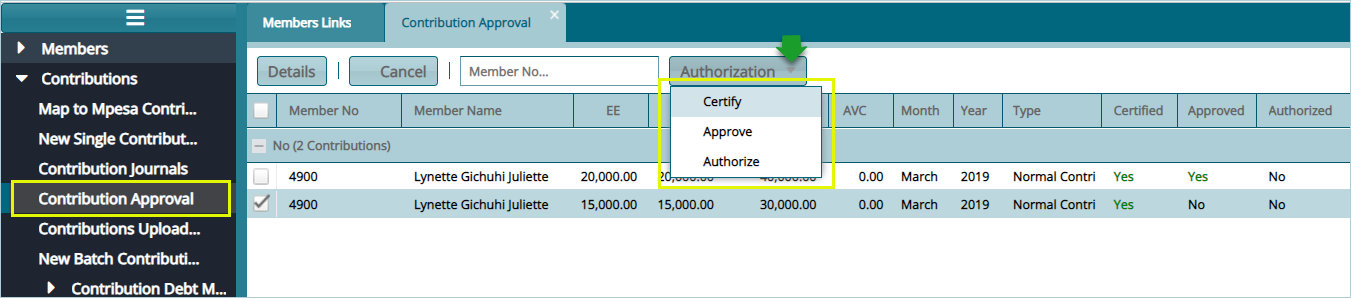 Members Links
Contribution Approval
Members
Contributions
Map to Mpesa Contri...
New Single Contribut...
Contribution Journals
Contribution Approval
Contributions Upload...
New Batch Contributi...
Contribution Debt M...
Details Cancel Member No... Authorization
Certify
Approve
Authorize
Member No Member Name EE AVC Month Year Type Certified Approved Authorized
No (2 Contributions)
4900 Lynette Gichuhi Juliette 20,000.00 20,000.00 40,000.00 0.00 March 2019 Normal Contri Yes Yes No
4900 Lynette Gichuhi Juliette 15,000.00 15,000.00 30,000.00 0.00 March 2019 Normal Contri Yes No No